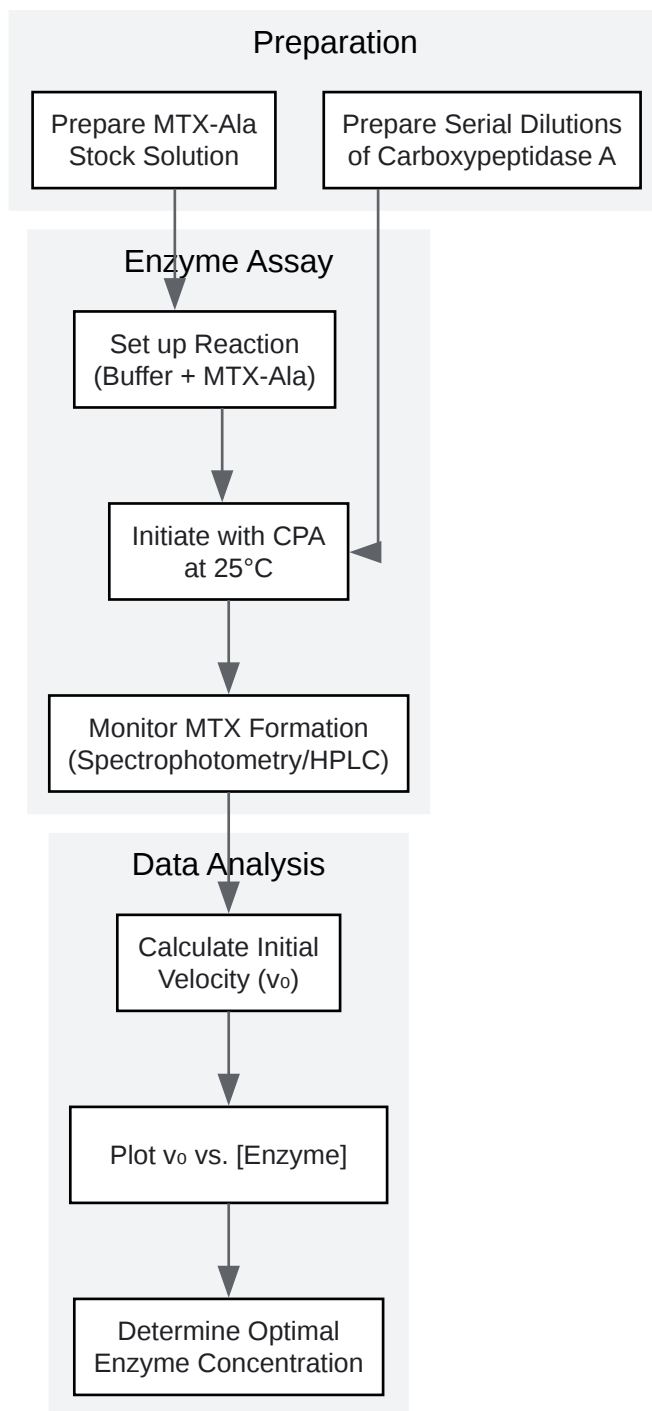 Preparation
Prepare MTX-Ala
Stock Solution
Prepare Serial Dilutions
of Carboxypeptidase A
Enzyme Assay
Set up Reaction
(Buffer + MTX-Ala)
Initiate with CPA
at 25°C
Monitor MTX Formation
(Spectrophotometry/HPLC)
Data Analysis
Calculate Initial
Velocity (v₀)
Plot v₀ vs. [Enzyme]
Determine Optimal
Enzyme Concentration